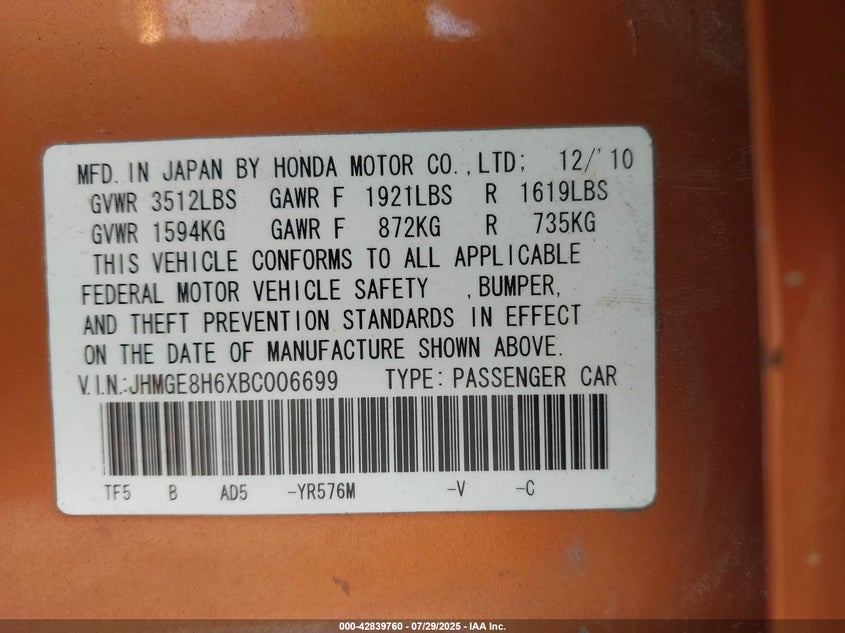 MFD. IN JAPAN BY HONDA MOTOR CO., LTD; 12/'10
GVWR 3512LBS GAWR F 1921LBS R 1619LBS
GVWR 1594KG GAWR F 872KG R 735KG
THIS VEHICLE CONFORMS TO ALL APPLICABLE
FEDERAL MOTOR VEHICLE SAFETY , BUMPER,
AND THEFT PREVENTION STANDARDS IN EFFECT
ON THE DATE OF MANUFACTURE SHOWN ABOVE.
V.I.N.:JHMGE8H6XBC006699 TYPE: PASSENGER CAR
TF5 B AD5 -YR576M -V -C
000-42839760 - 07/29/2025 - IAA Inc.